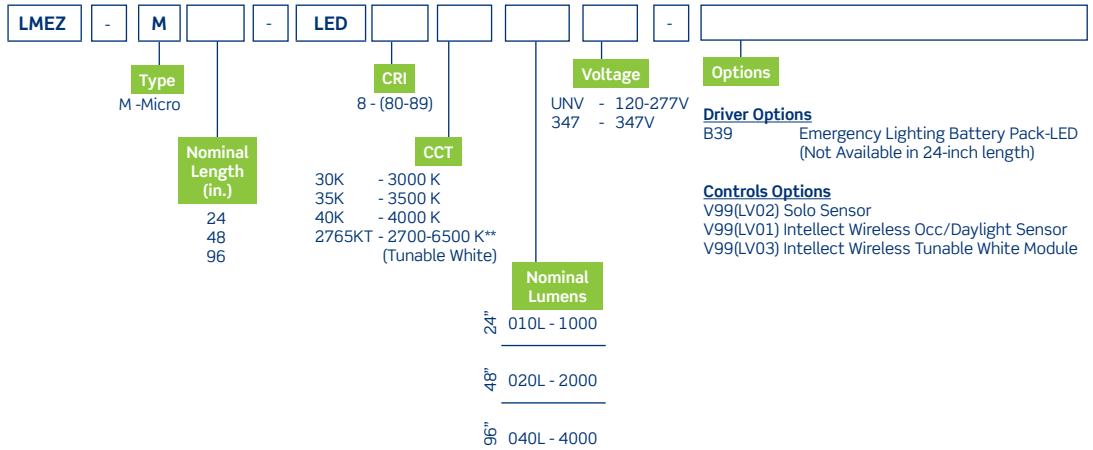 LMEZ - M - LED -
Type
M -Micro
Nominal
Length
(in.)
24
48
96
CRI
8 - (80-89)
CCT
30K - 3000 K
35K - 3500 K
40K - 4000 K
2765KT - 2700-6500 K**
(Tunable White)
Nominal
Lumens
24" 010L - 1000
48" 020L - 2000
96" 040L - 4000
Voltage
UNV - 120-277V
347 - 347V
Options
Driver Options
B39 Emergency Lighting Battery Pack-LED
(Not Available in 24-inch length)
Controls Options
V99(LV02) Solo Sensor
V99(LV01) Intellect Wireless Occ/Daylight Sensor
V99(LV03) Intellect Wireless Tunable White Module